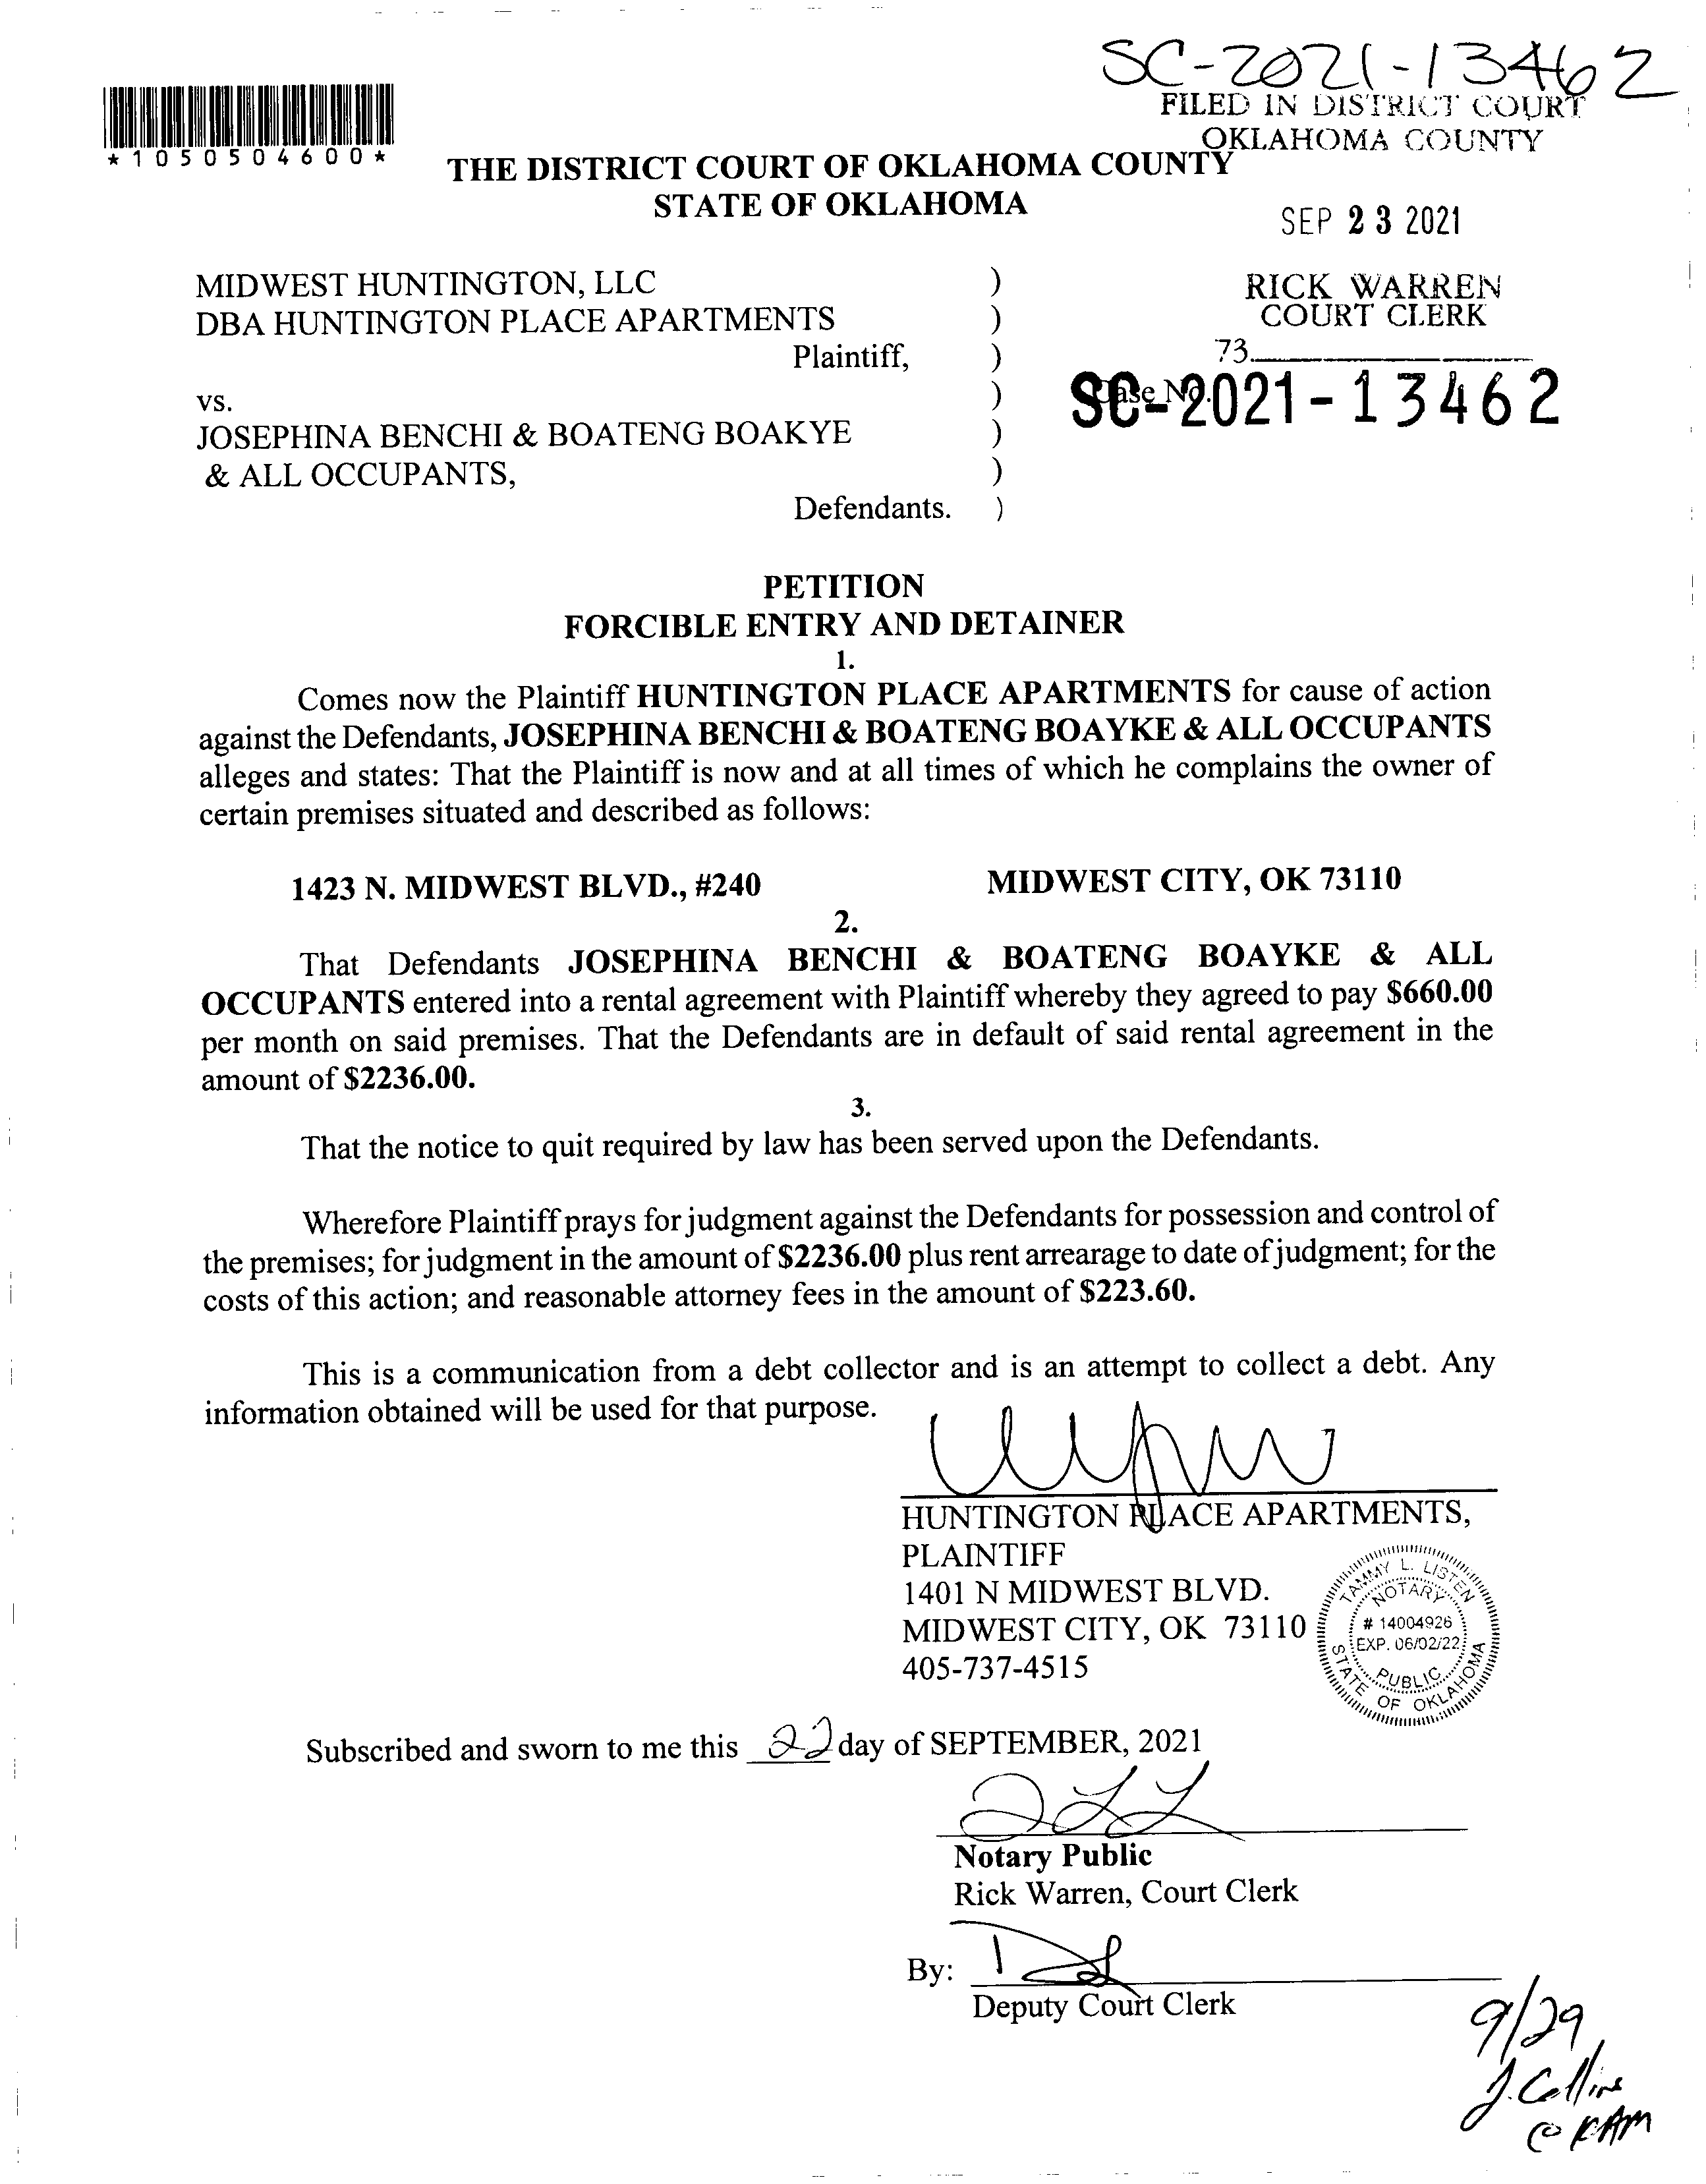 SC-2021-13462
*1050504600*
FILED IN DISTRICT COURT
OKLAHOMA COUNTY
THE DISTRICT COURT OF OKLAHOMA COUNTY
STATE OF OKLAHOMA
SEP 23 2021
RICK WARREN
COURT CLERK
73
MIDWEST HUNTINGTON, LLC )
DBA HUNTINGTON PLACE APARTMENTS )
Plaintiff, )
vs. )
JOSEPHINA BENCHI & BOATENG BOAKYE )
& ALL OCCUPANTS, )
Defendants. )
Case No.
SC-2021-13462
PETITION
FORCIBLE ENTRY AND DETAINER
1.
Comes now the Plaintiff HUNTINGTON PLACE APARTMENTS for cause of action
against the Defendants, JOSEPHINA BENCHI & BOATENG BOAYKE & ALL OCCUPANTS
alleges and states: That the Plaintiff is now and at all times of which he complains the owner of
certain premises situated and described as follows:
1423 N. MIDWEST BLVD., #240 MIDWEST CITY, OK 73110
2.
That Defendants JOSEPHINA BENCHI & BOATENG BOAYKE & ALL
OCCUPANTS entered into a rental agreement with Plaintiff whereby they agreed to pay $660.00
per month on said premises. That the Defendants are in default of said rental agreement in the
amount of $2236.00.
3.
That the notice to quit required by law has been served upon the Defendants.
Wherefore Plaintiff prays for judgment against the Defendants for possession and control of
the premises; for judgment in the amount of $2236.00 plus rent arrearage to date of judgment; for the
costs of this action; and reasonable attorney fees in the amount of $223.60.
This is a communication from a debt collector and is an attempt to collect a debt. Any
information obtained will be used for that purpose.
HUNTINGTON PLACE APARTMENTS,
PLAINTIFF
1401 N MIDWEST BLVD.
MIDWEST CITY, OK 73110
405-737-4515
TAMMY L. LISTEN
NOTARY
# 14004926
EXP. 06/02/22
PUBLIC
STATE OF OKLAHOMA
Subscribed and sworn to me this 22 day of SEPTEMBER, 2021
Notary Public
Rick Warren, Court Clerk
By:
Deputy Court Clerk
9/29
J. Collins
@